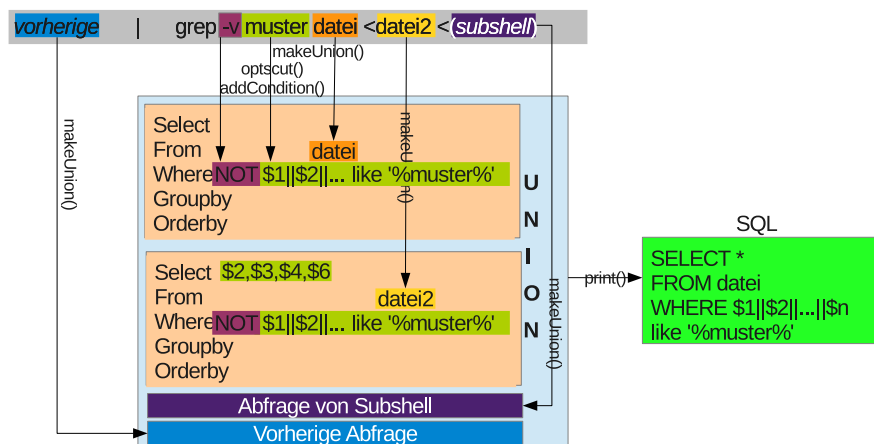 vorherige | grep -v muster datei <datei2 <(subshell)
makeUnion()
optscut()
addCondition()
makeUnion()
makeUnion()
Select
From datei
Where NOT $1||$2||... like '%muster%'
Groupby
Orderby
Select $2,$3,$4,$6
From datei2
Where NOT $1||$2||... like '%muster%'
Groupby
Orderby
UNION
makeUnion()
Abfrage von Subshell
Vorherige Abfrage
print()
SQL
SELECT *
FROM datei
WHERE $1||$2||...||$n
like '%muster%'